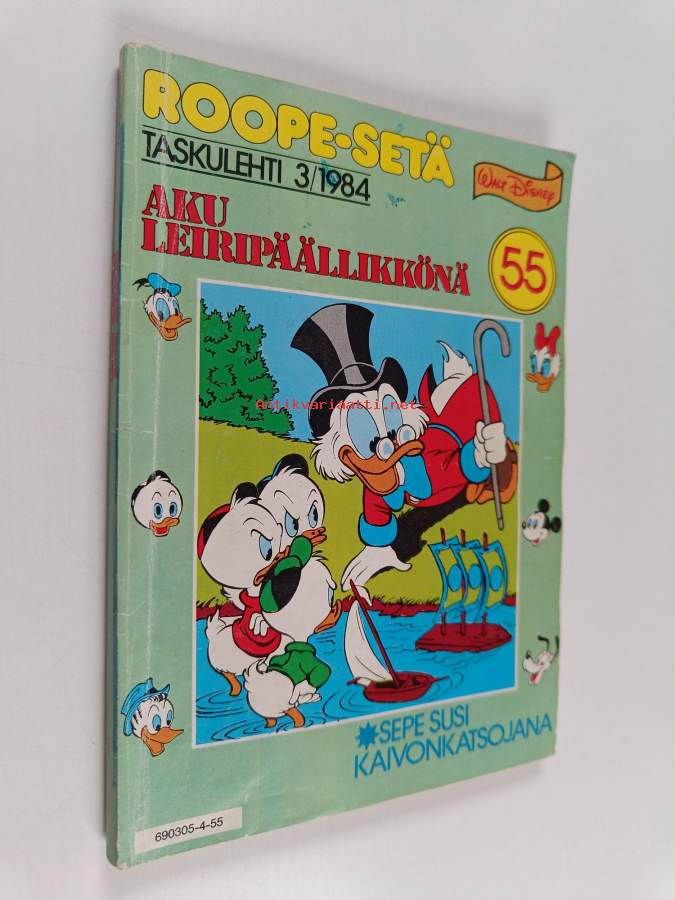 ROOPE-SETÄ
TASKULEHTI 3/1984
WALT DISNEY
AKU
LEIRIPÄÄLLIKKÖNÄ
55
Antikvariaatti.net
SEPE SUSI
KAIVONKATSOJANA
690305-4-55